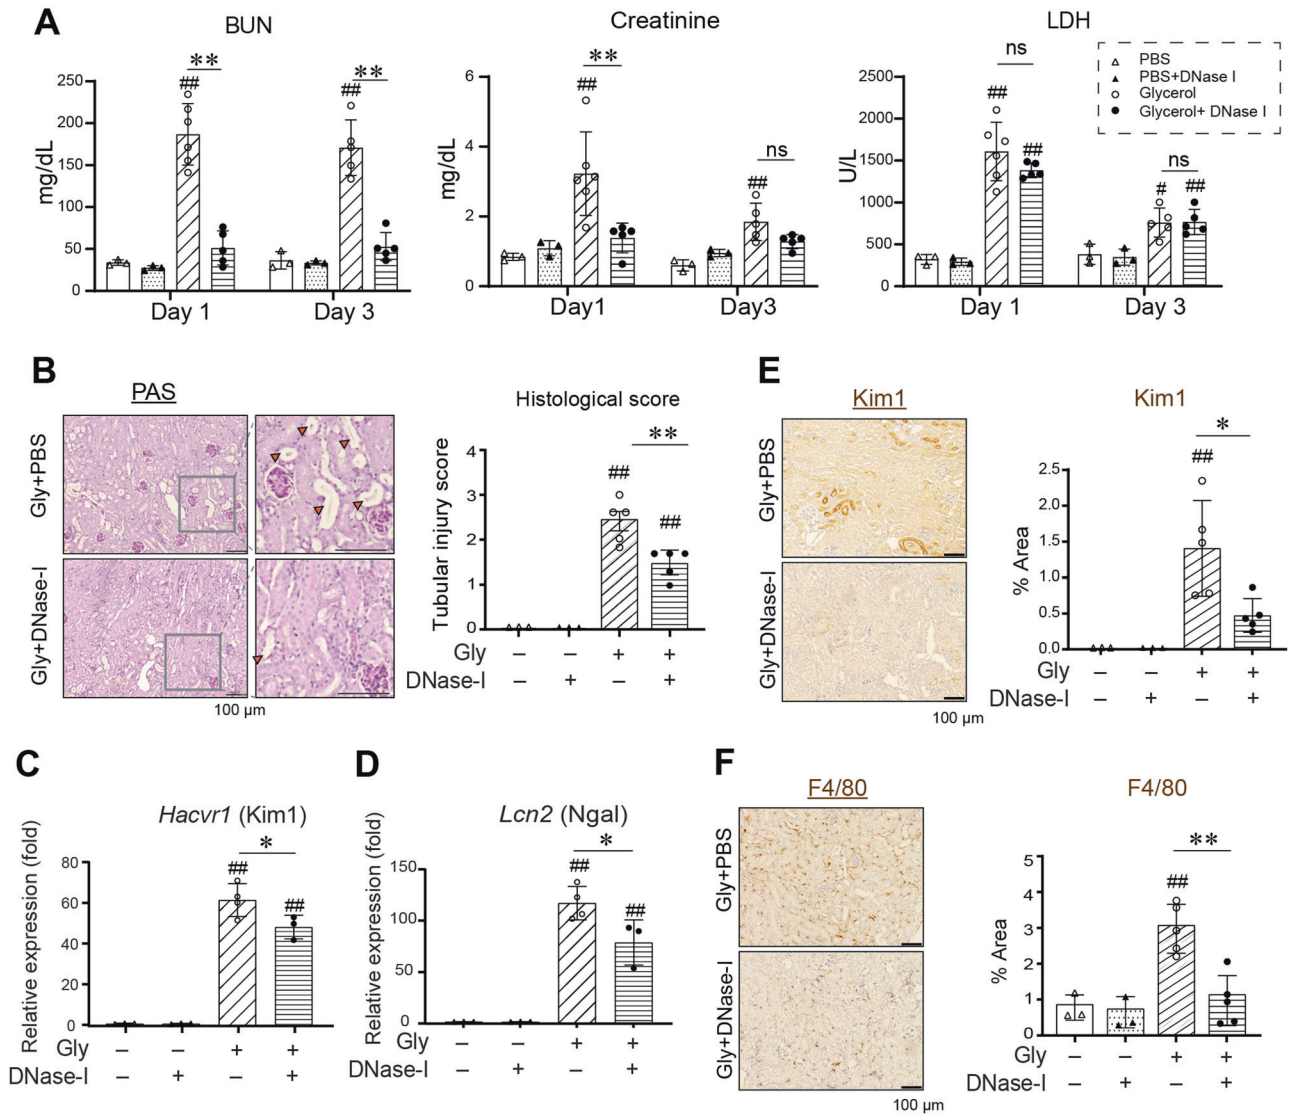 A
BUN
**
##
**
##
mg/dL
250
200
150
100
50
0
Day 1
Day 3
Creatinine
**
##
ns
##
mg/dL
6
4
2
0
Day1
Day3
LDH
ns
##
##
ns
#
##
U/L
2500
2000
1500
1000
500
0
Day 1
Day 3
PBS
PBS+DNase I
Glycerol
Glycerol+ DNase I
B
PAS
Gly+PBS
Gly+DNase-I
100 µm
Histological score
**
##
##
Tubular injury score
4
3
2
1
0
Gly – – + +
DNase-I – + – +
E
Kim1
Gly+PBS
Gly+DNase-I
100 µm
Kim1
*
##
% Area
2.5
2.0
1.5
1.0
0.5
0.0
Gly – – + +
DNase-I – + – +
C
Hacvr1 (Kim1)
*
##
##
Relative expression (fold)
80
60
40
20
0
Gly – – + +
DNase-I – + – +
D
Lcn2 (Ngal)
*
##
##
Relative expression (fold)
150
100
50
0
Gly – – + +
DNase-I – + – +
F
F4/80
Gly+PBS
Gly+DNase-I
100 µm
F4/80
**
##
% Area
5
4
3
2
1
0
Gly – – + +
DNase-I – + – +